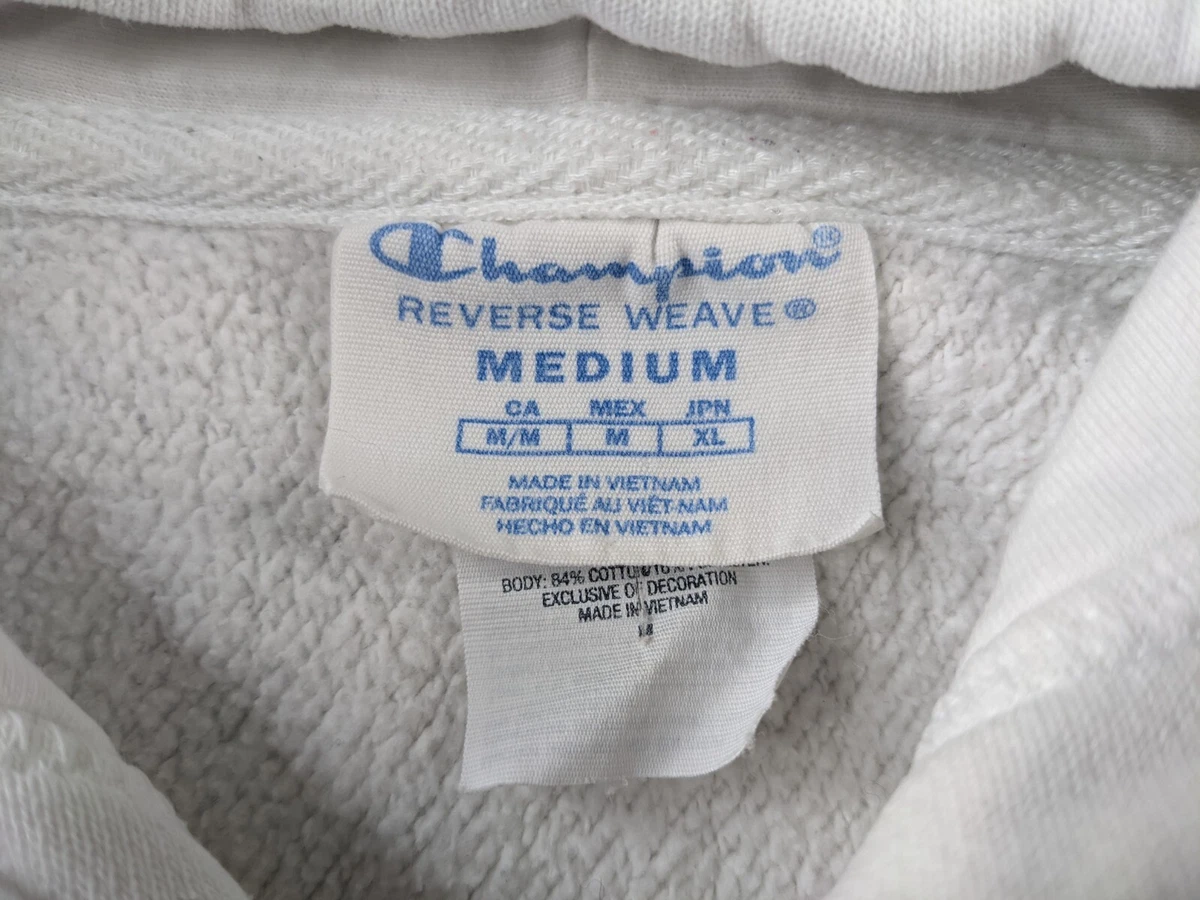 Champion®
REVERSE WEAVE®
MEDIUM
CA MEX JPN
M/M M XL
MADE IN VIETNAM
FABRIQUÉ AU VIÊT-NAM
HECHO EN VIETNAM
BODY: 84% COTTON
EXCLUSIVE OF DECORATION
MADE IN VIETNAM
M